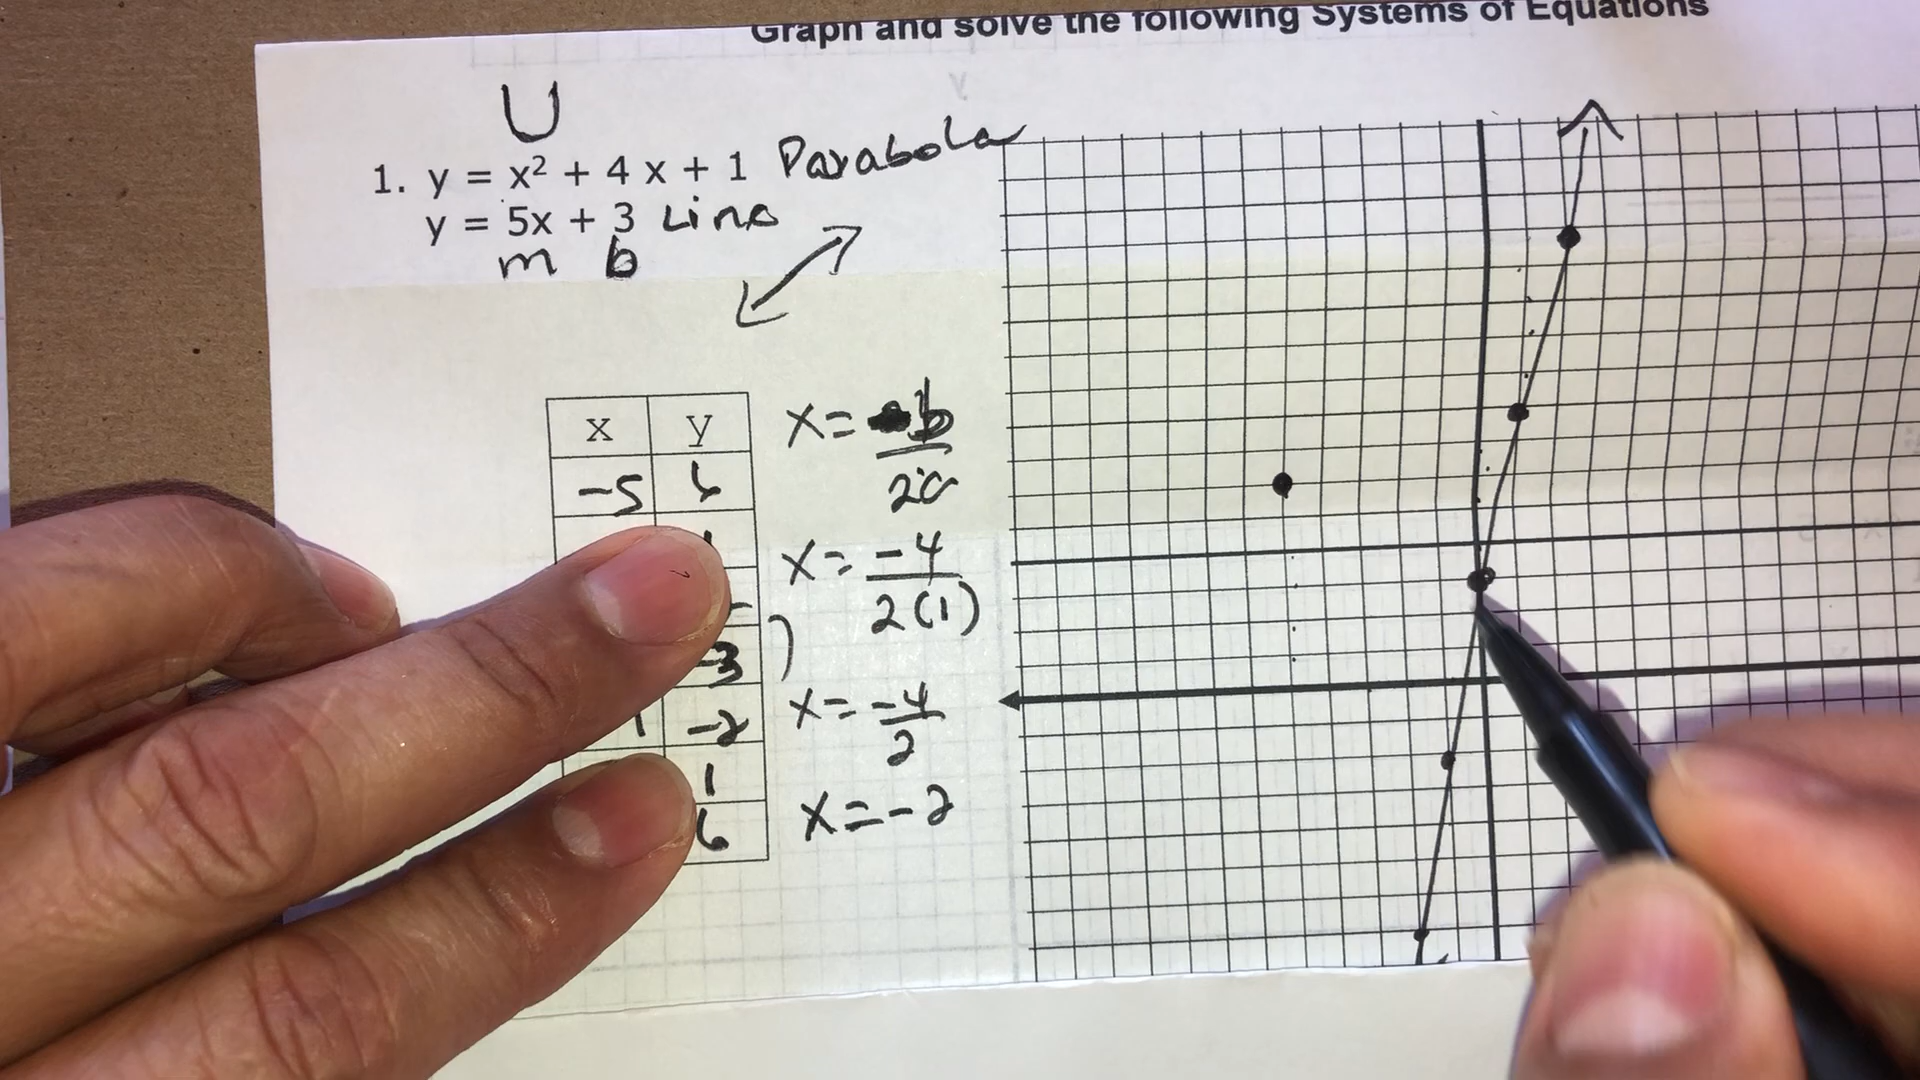 Graph and solve the following Systems of Equations
U
1. y = x² + 4 x + 1 Parabola
y = 5x + 3 Line
m b
x y
-5 6
-3
-2
1
6
x = -b
2a
x = -4
2(1)
x = -4
2
x = -2